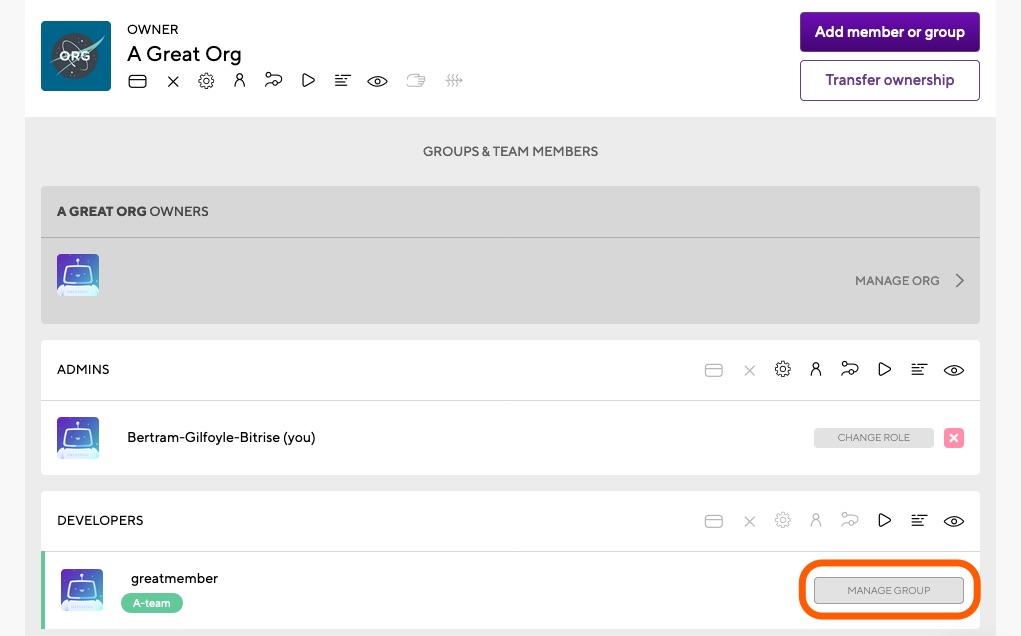 ORG
OWNER
A Great Org
Add member or group
Transfer ownership
GROUPS & TEAM MEMBERS
A GREAT ORG OWNERS
MANAGE ORG
ADMINS
Bertram-Gilfoyle-Bitrise (you)
CHANGE ROLE
DEVELOPERS
greatmember
A-team
MANAGE GROUP